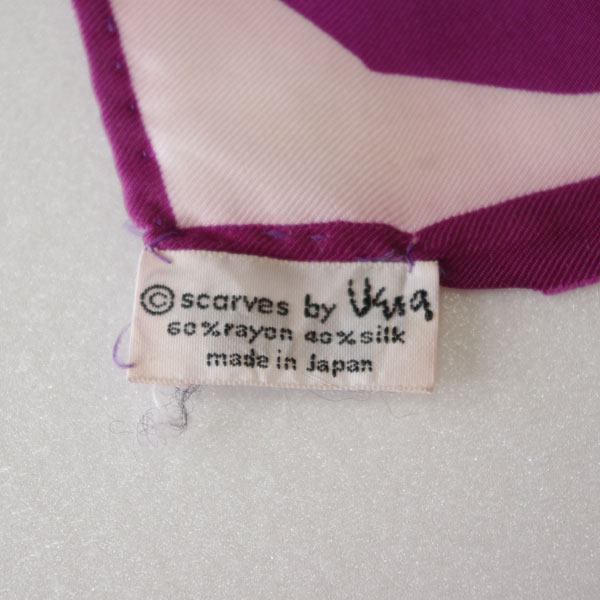 © scarves by Vera
60% rayon 40% silk
made in Japan